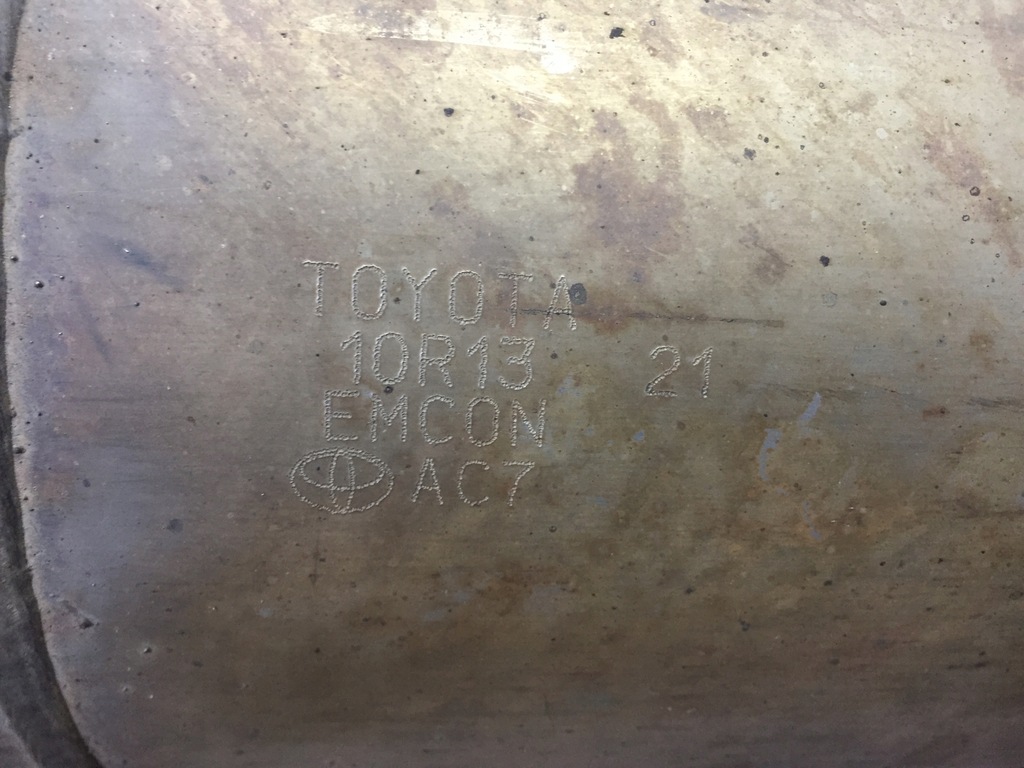 TOYOTA
10R13 21
EMCON
AC7